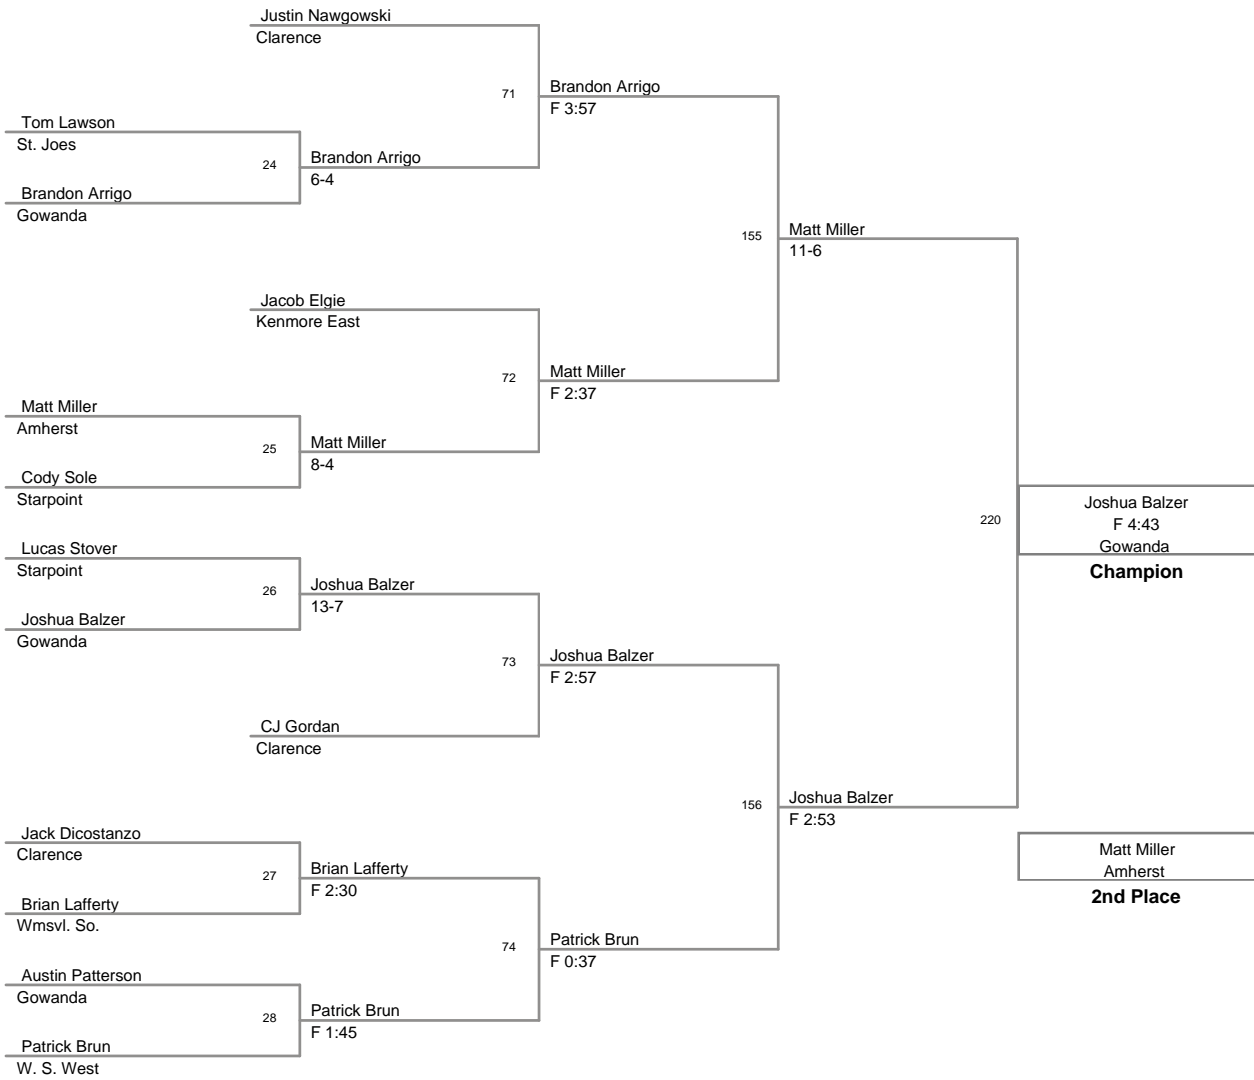 Justin Nawgowski
Clarence
71
Brandon Arrigo
F 3:57
Tom Lawson
St. Joes
24
Brandon Arrigo
6-4
Brandon Arrigo
Gowanda
155
Matt Miller
11-6
Jacob Elgie
Kenmore East
72
Matt Miller
F 2:37
Matt Miller
Amherst
25
Matt Miller
8-4
Cody Sole
Starpoint
220
Joshua Balzer
F 4:43
Gowanda
Champion
Lucas Stover
Starpoint
26
Joshua Balzer
13-7
Joshua Balzer
Gowanda
73
Joshua Balzer
F 2:57
CJ Gordan
Clarence
156
Joshua Balzer
F 2:53
Jack Dicostanzo
Clarence
27
Brian Lafferty
F 2:30
Brian Lafferty
Wmsvl. So.
Matt Miller
Amherst
2nd Place
74
Patrick Brun
F 0:37
Austin Patterson
Gowanda
28
Patrick Brun
F 1:45
Patrick Brun
W. S. West